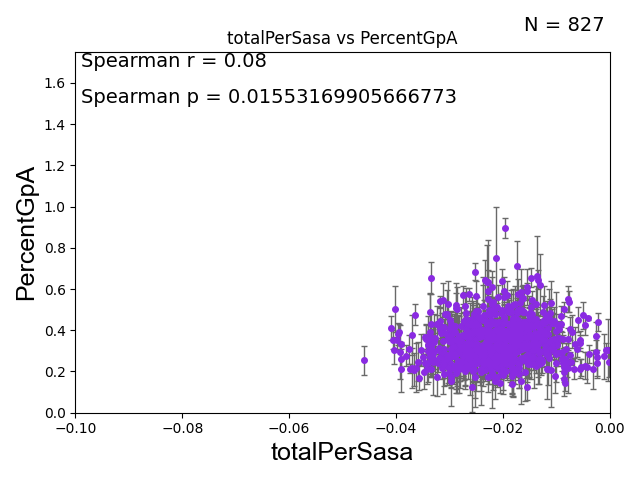 N = 827
totalPerSasa vs PercentGpA
Spearman r = 0.08
Spearman p = 0.01553169905666773
PercentGpA
1.6
1.4
1.2
1.0
0.8
0.6
0.4
0.2
0.0
−0.10 −0.08 −0.06 −0.04 −0.02 0.00
totalPerSasa